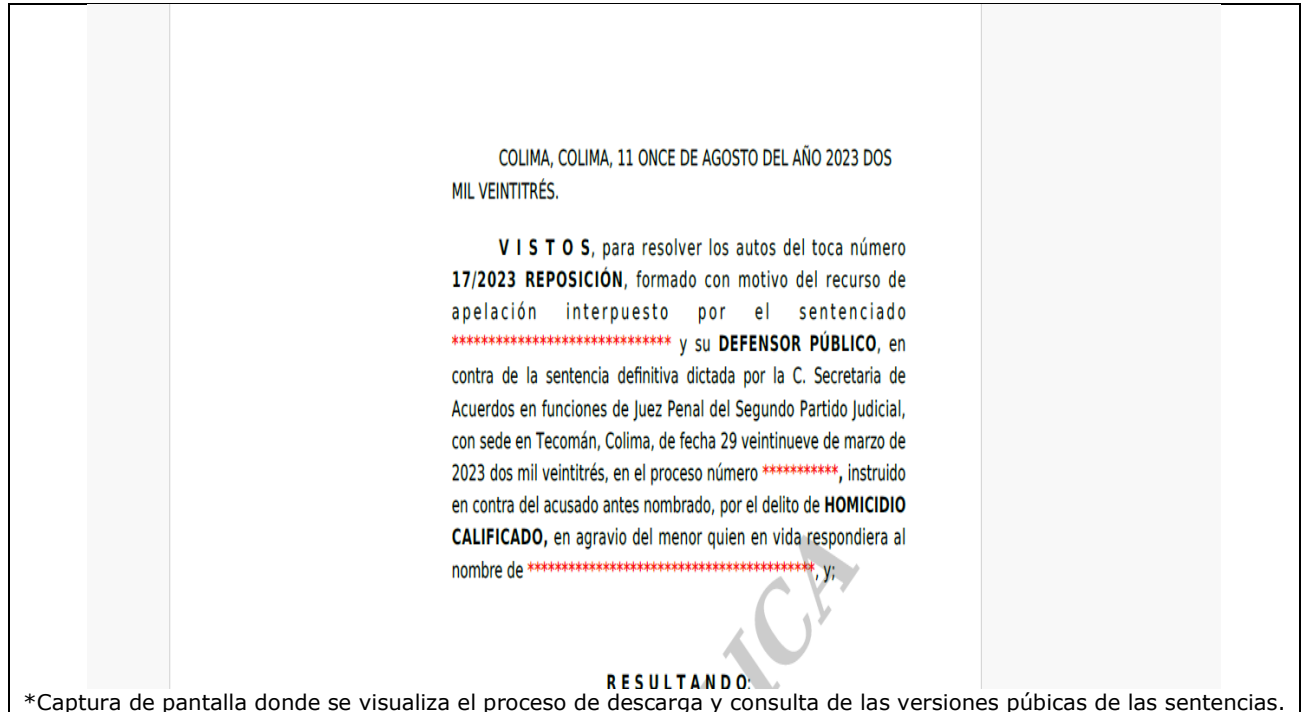 COLIMA, COLIMA, 11 ONCE DE AGOSTO DEL AÑO 2023 DOS
MIL VEINTITRÉS.
V I S T O S, para resolver los autos del toca número
17/2023 REPOSICIÓN, formado con motivo del recurso de
apelación interpuesto por el sentenciado
****************************** y su DEFENSOR PÚBLICO, en
contra de la sentencia definitiva dictada por la C. Secretaria de
Acuerdos en funciones de Juez Penal del Segundo Partido Judicial,
con sede en Tecomán, Colima, de fecha 29 veintinueve de marzo de
2023 dos mil veintitrés, en el proceso número ***********, instruido
en contra del acusado antes nombrado, por el delito de HOMICIDIO
CALIFICADO, en agravio del menor quien en vida respondiera al
nombre de ******************************************, y;
ICA
R E S U L T A N D O:
*Captura de pantalla donde se visualiza el proceso de descarga y consulta de las versiones púbicas de las sentencias.